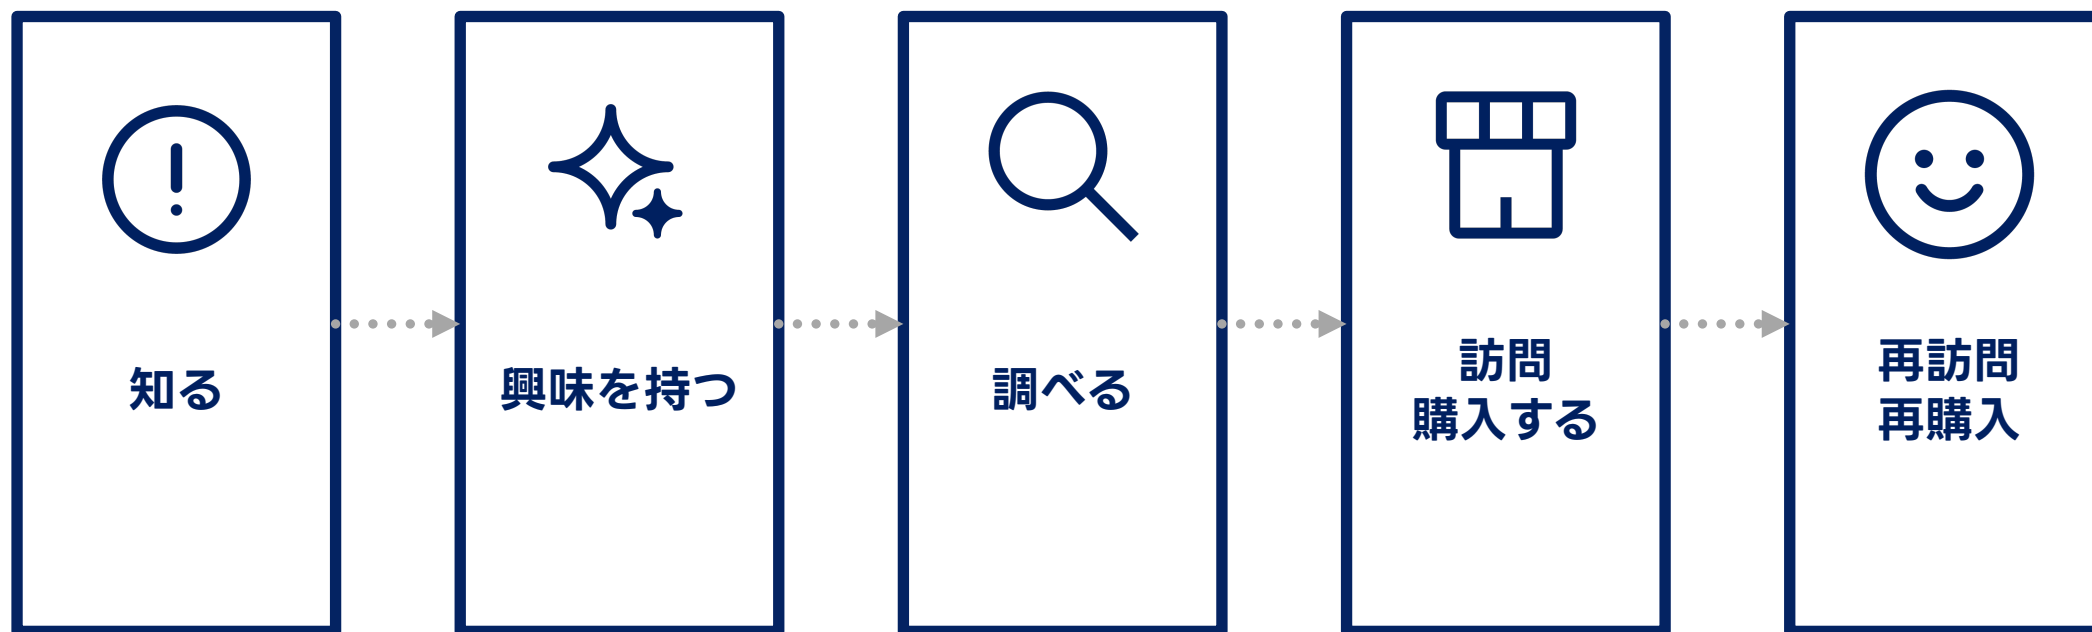 知る
興味を持つ
調べる
訪問
購入する
再訪問
再購入